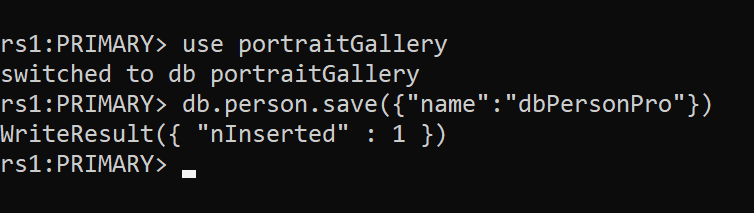 rs1:PRIMARY> use portraitGallery
switched to db portraitGallery
rs1:PRIMARY> db.person.save({"name":"dbPersonPro"})
WriteResult({ "nInserted" : 1 })
rs1:PRIMARY>